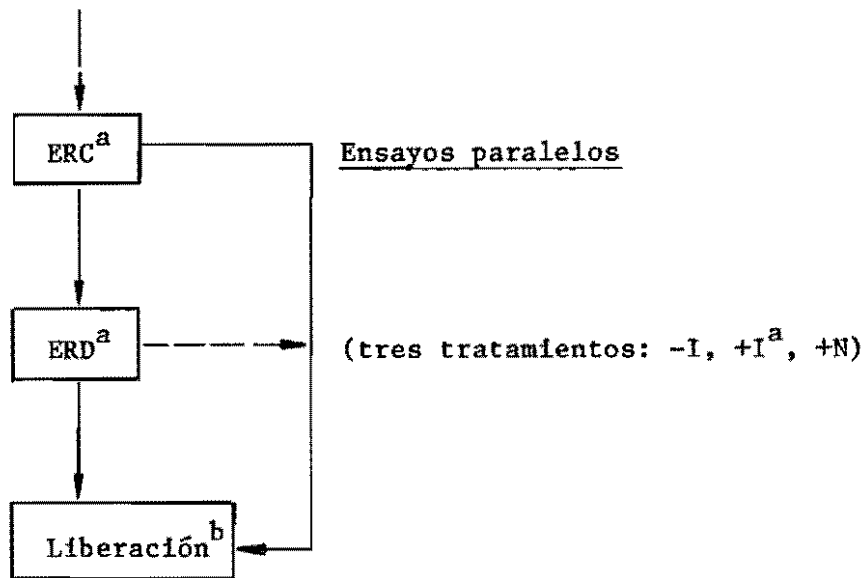 ERCᵃ
Ensayos paralelos
ERDᵃ
(tres tratamientos: -I, +Iᵃ, +N)
Liberaciónᵇ